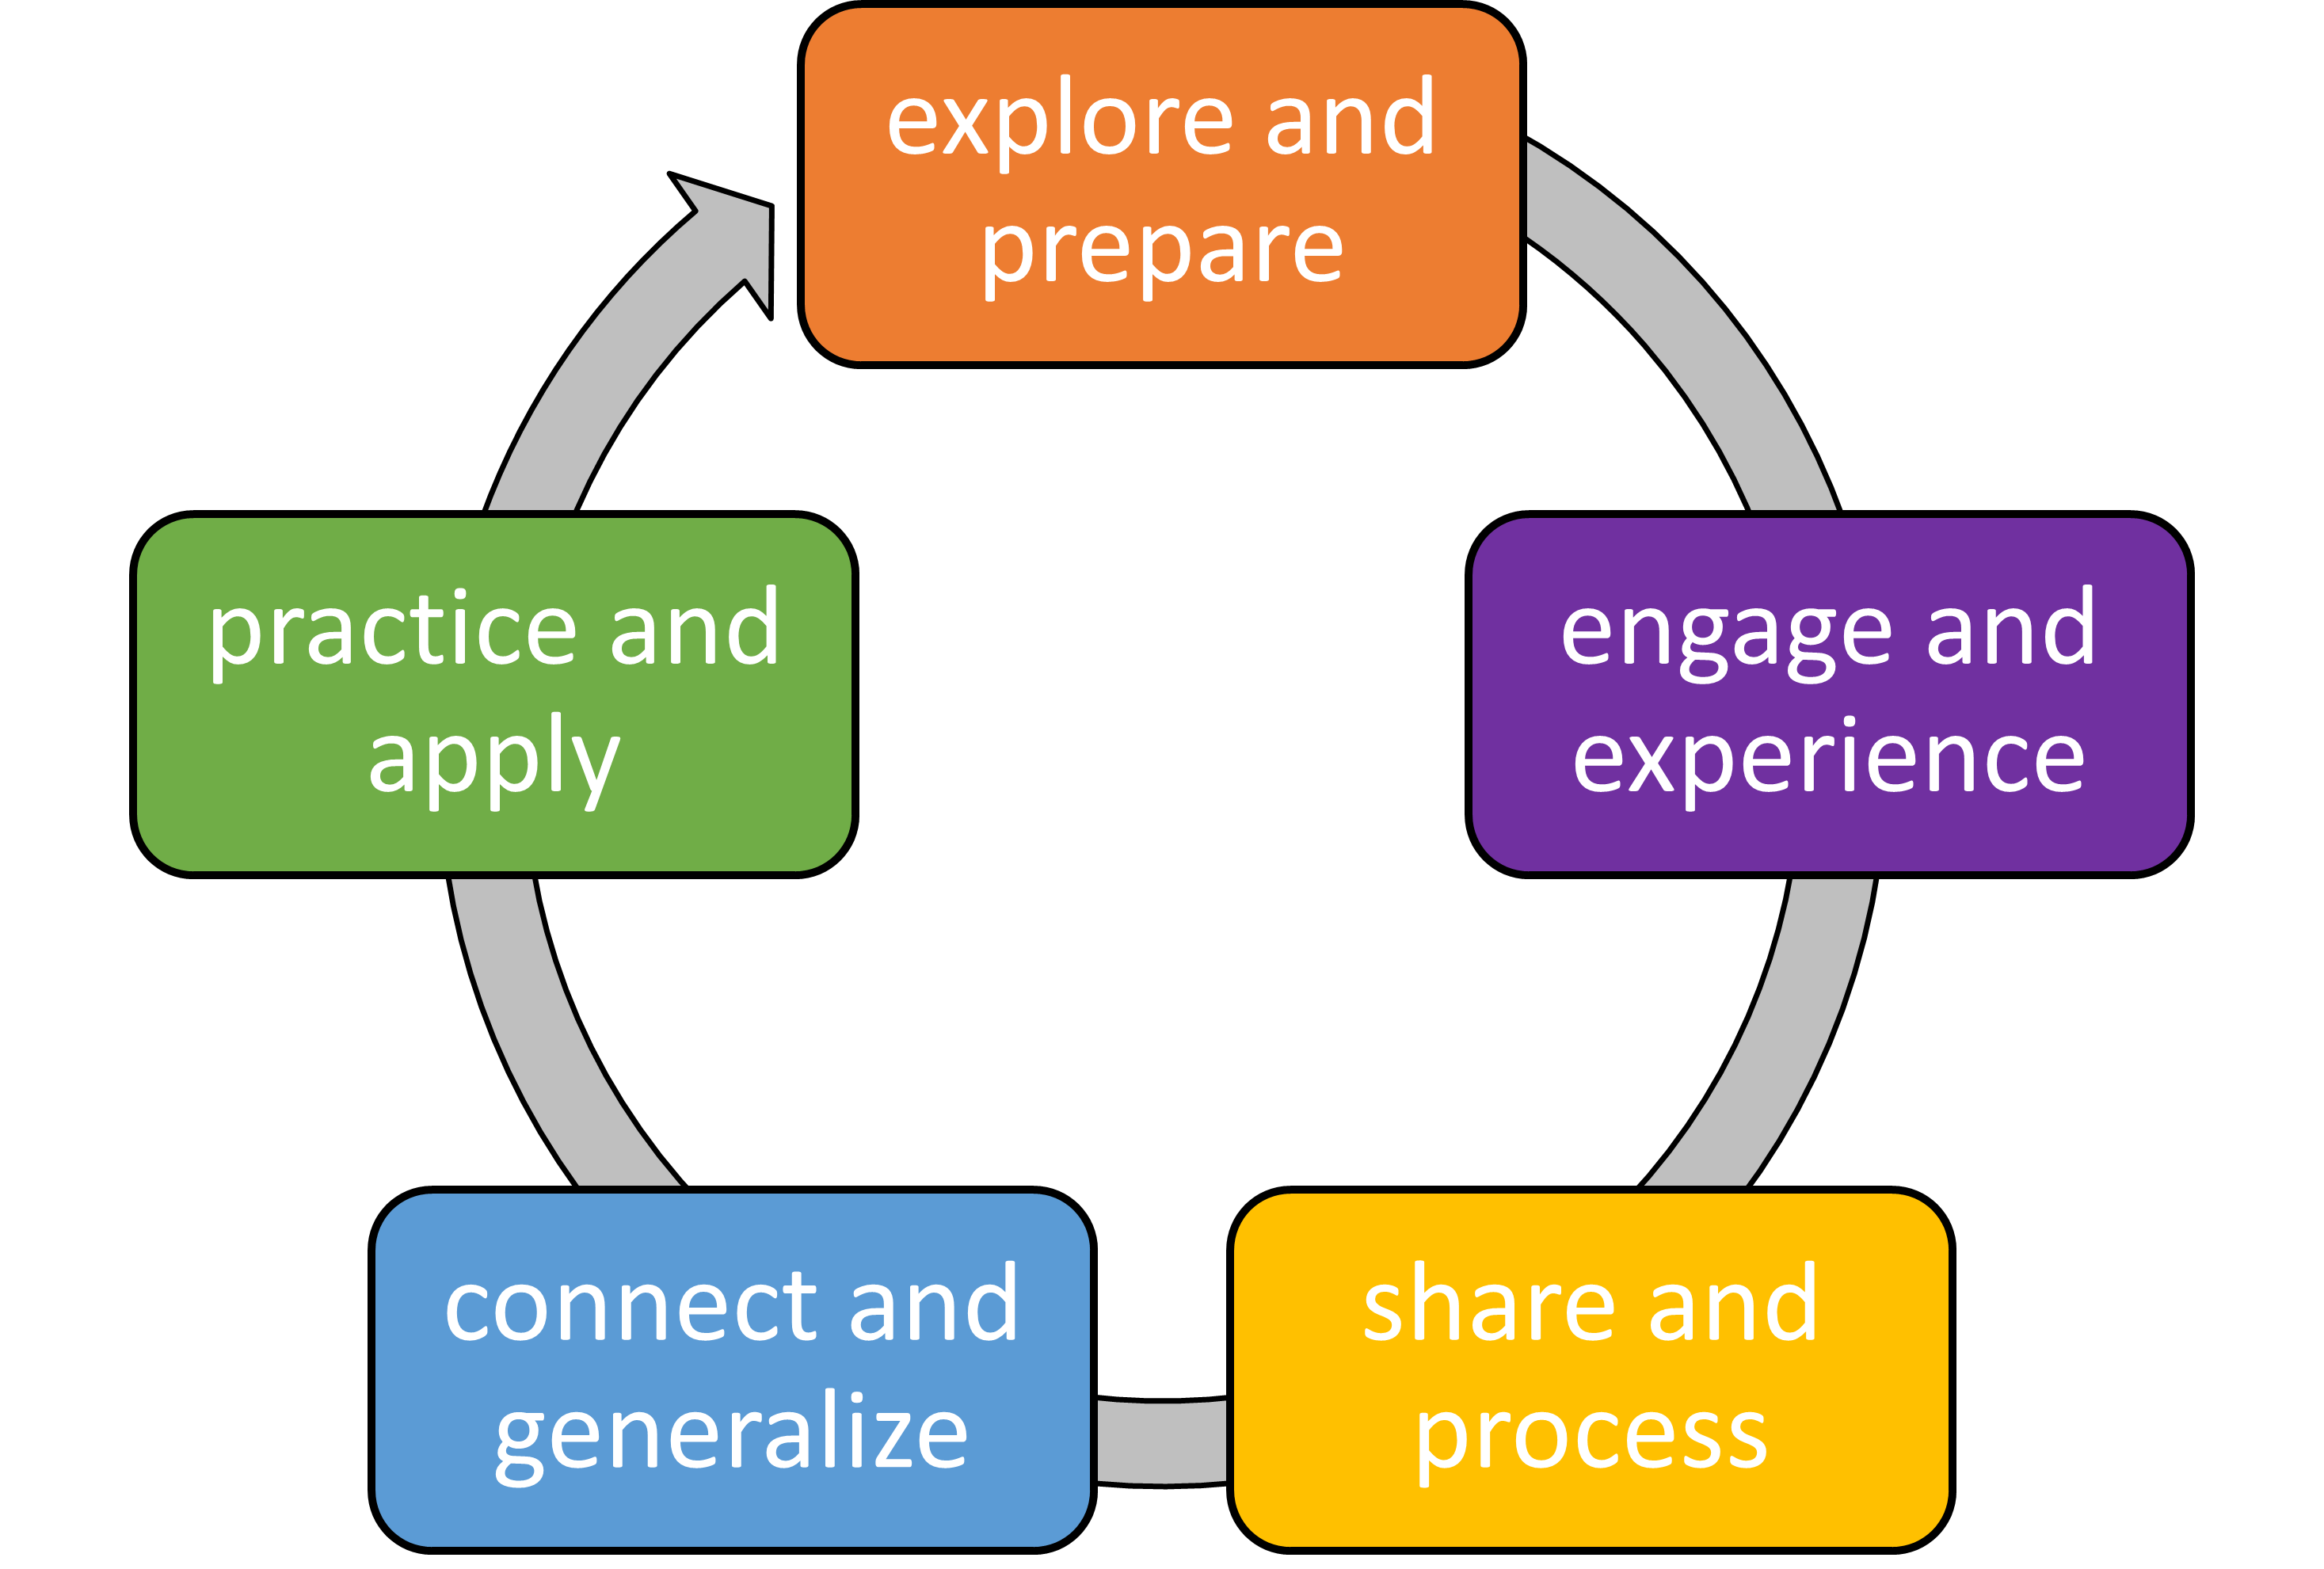 explore and
prepare
engage and
experience
share and
process
connect and
generalize
practice and
apply